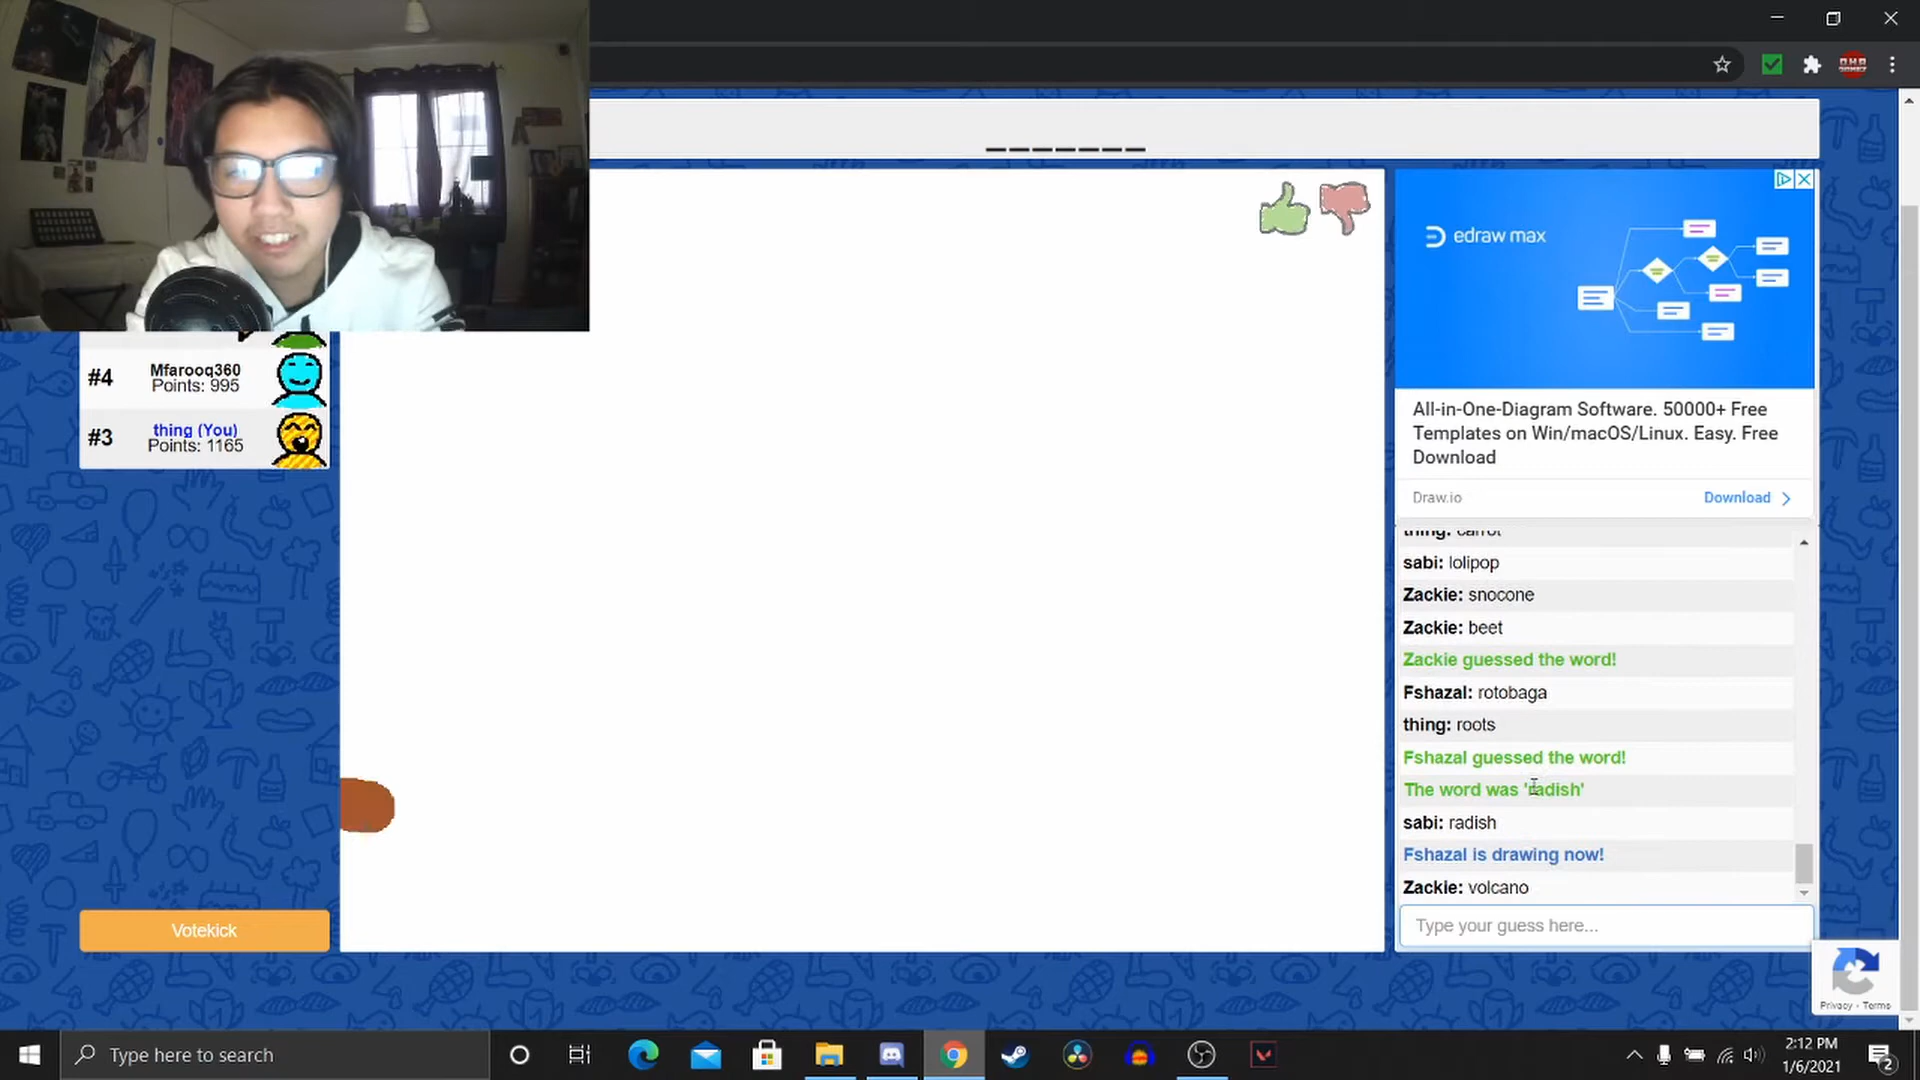 _______
#4
Mfarooq360
Points: 995
#3
thing (You)
Points: 1165
Votekick
edraw max
All-in-One-Diagram Software. 50000+ Free
Templates on Win/macOS/Linux. Easy. Free
Download
Draw.io
Download
thing: carrot
sabi: lolipop
Zackie: snocone
Zackie: beet
Zackie guessed the word!
Fshazal: rotobaga
thing: roots
Fshazal guessed the word!
The word was 'radish'
sabi: radish
Fshazal is drawing now!
Zackie: volcano
Type your guess here...
Privacy - Terms
Type here to search
2:12 PM
1/6/2021
2